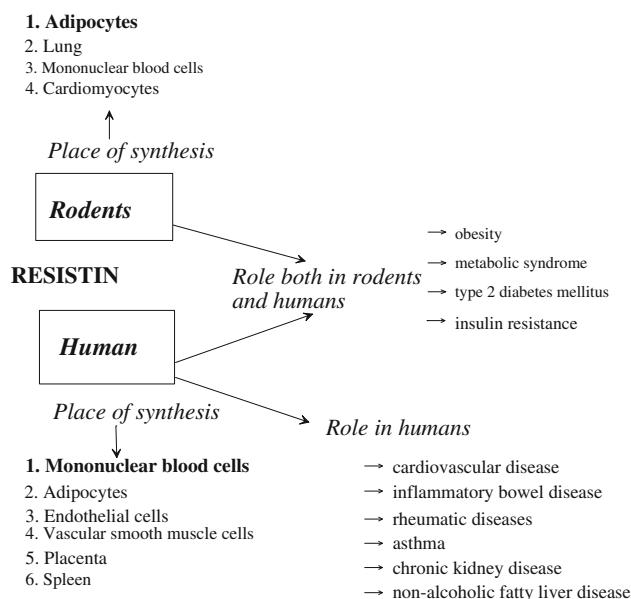 1. Adipocytes
2. Lung
3. Mononuclear blood cells
4. Cardiomyocytes
Place of synthesis
Rodents
RESISTIN
Role both in rodents
and humans
→ obesity
→ metabolic syndrome
→ type 2 diabetes mellitus
→ insulin resistance
Human
Place of synthesis
1. Mononuclear blood cells
2. Adipocytes
3. Endothelial cells
4. Vascular smooth muscle cells
5. Placenta
6. Spleen
Role in humans
→ cardiovascular disease
→ inflammatory bowel disease
→ rheumatic diseases
→ asthma
→ chronic kidney disease
→ non-alcoholic fatty liver disease